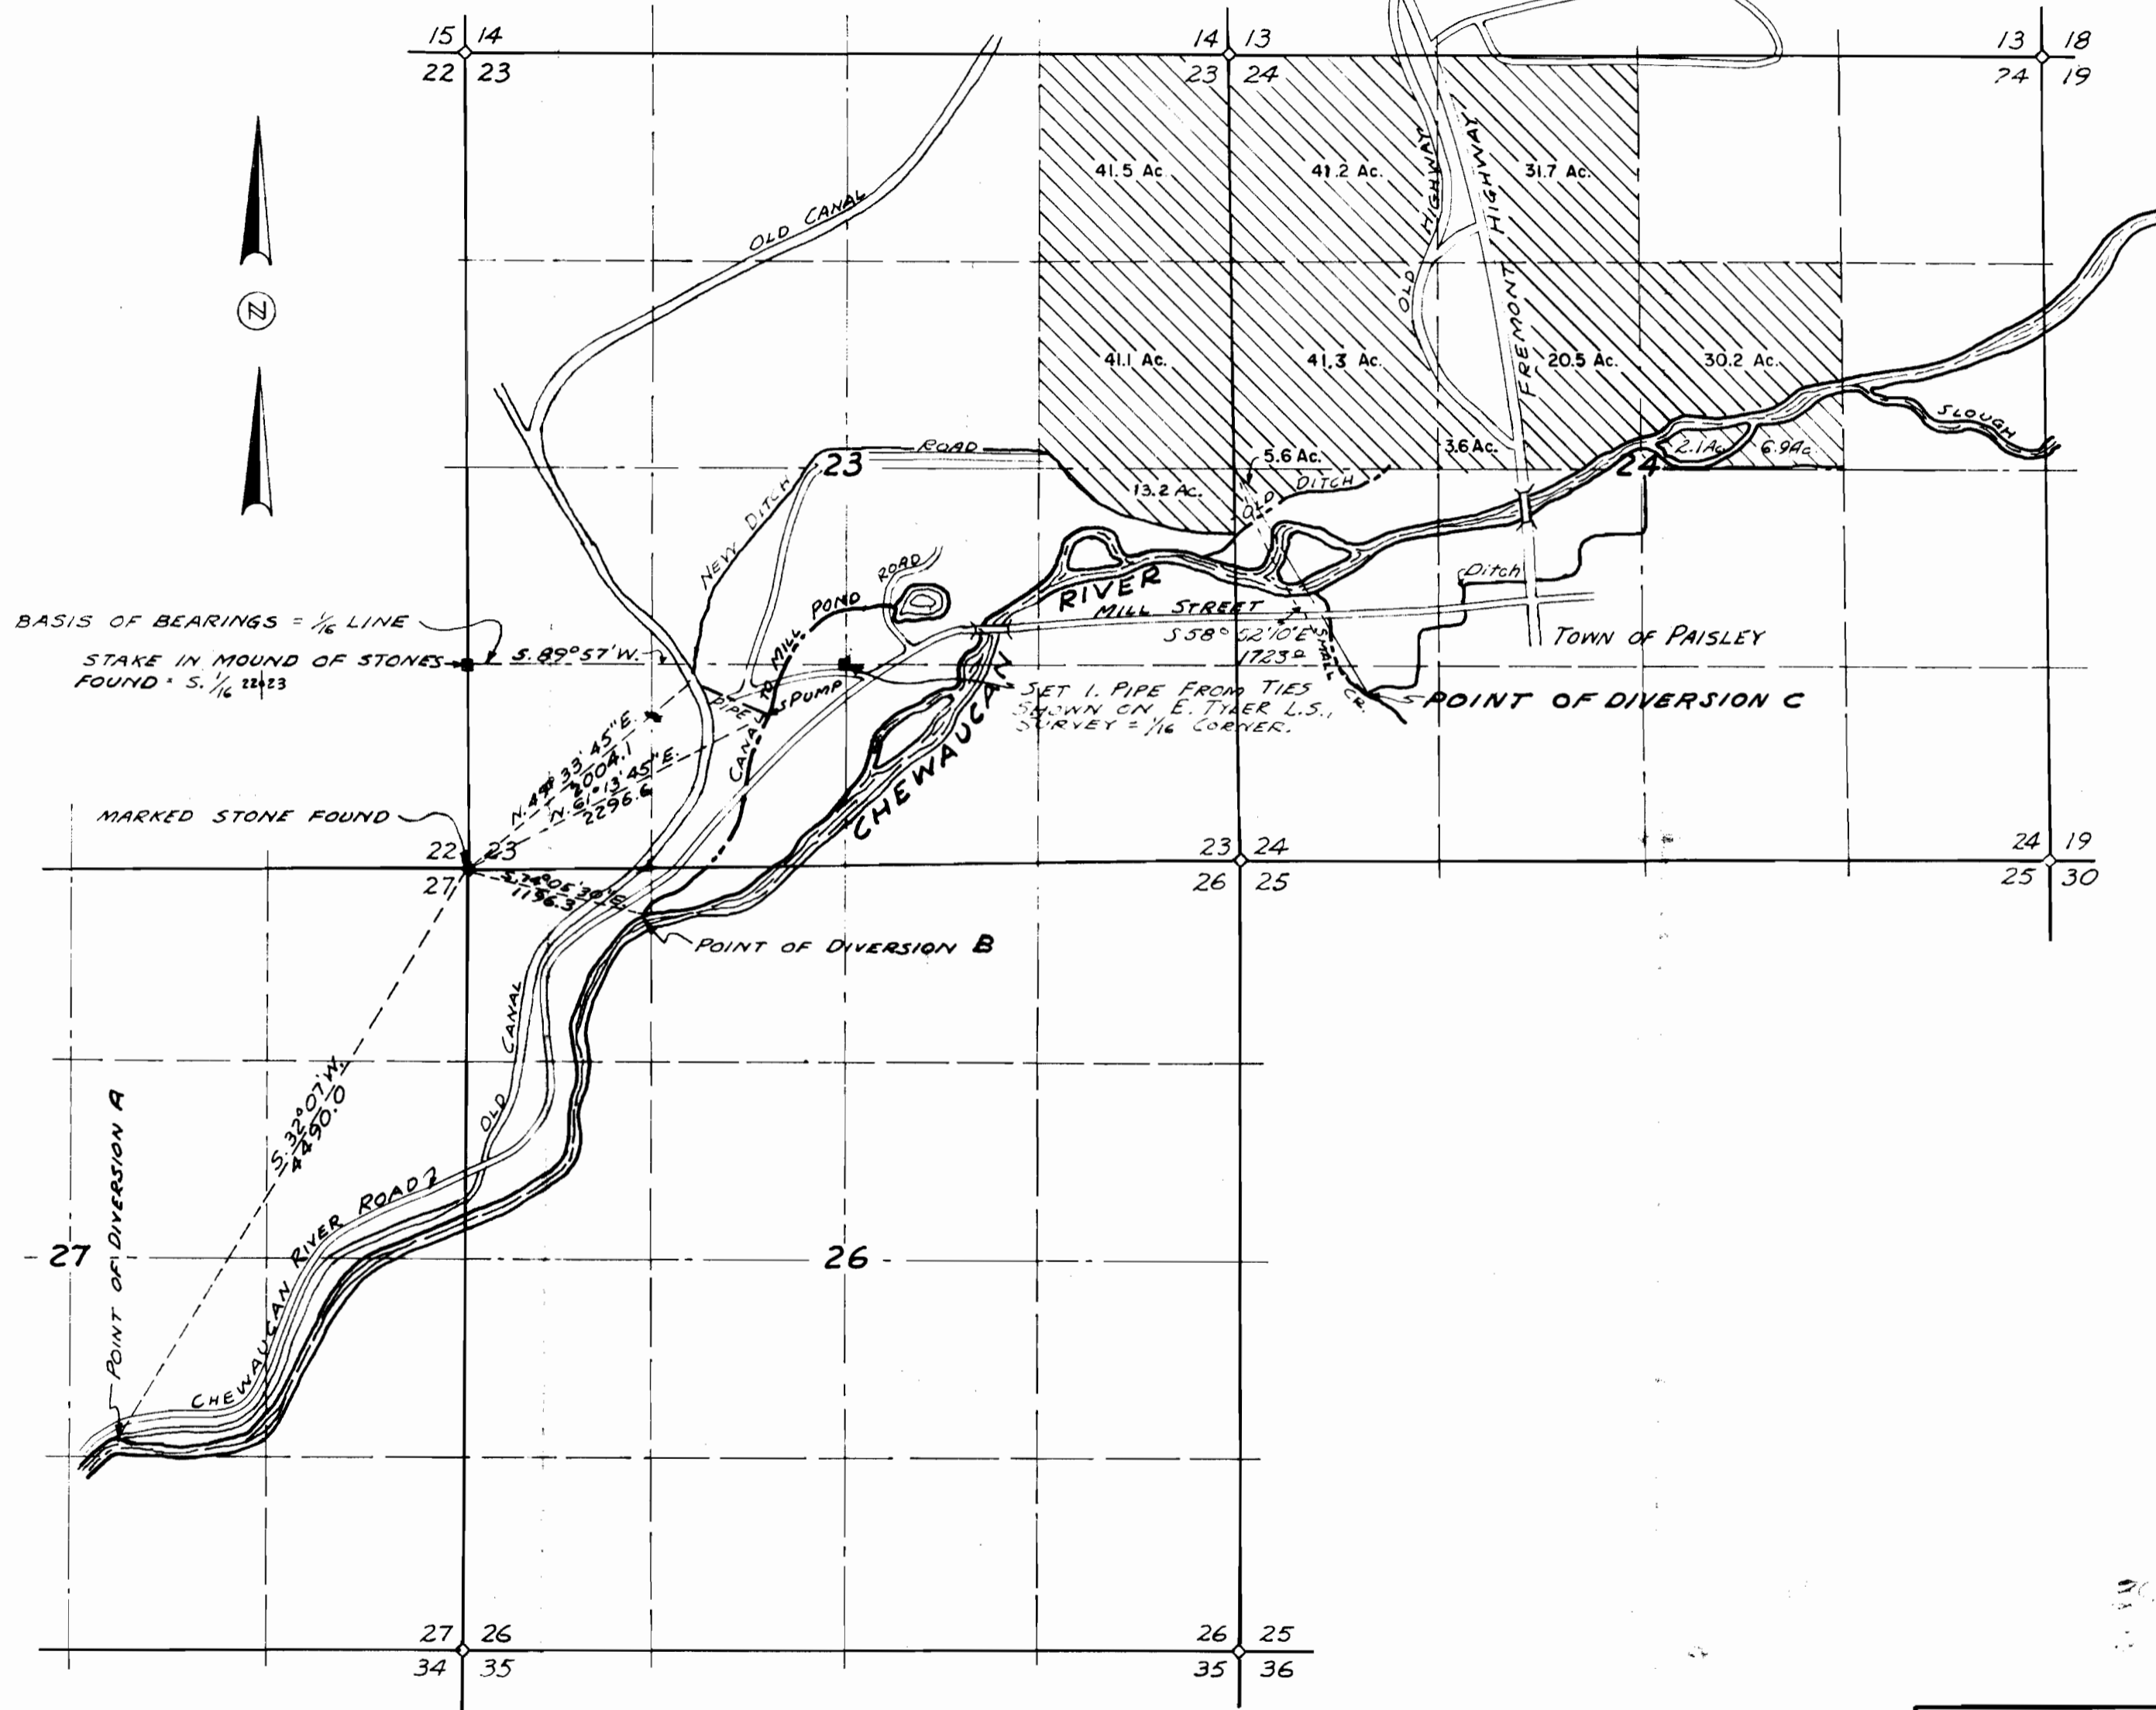 15 14
22 23
14 13
23 24
13 18
24 19
OLD CANAL
41.5 Ac.
41.2 Ac.
31.7 Ac.
OLD HIGHWAY
FREMONT HIGHWAY
N
41.1 Ac.
41.3 Ac.
20.5 Ac.
30.2 Ac.
SLOUGH
ROAD
23
3.6 Ac.
5.6 Ac.
2.1 Ac.
6.9 Ac.
24
13.2 Ac.
OLD DITCH
NEW DITCH
ROAD
Ditch
CANAL TO MILL POND
RIVER
MILL STREET
BASIS OF BEARINGS = 1/16 LINE
S 58° 52' 10" E
1723.0
TOWN OF PAISLEY
S. 89° 57' W.
STAKE IN MOUND OF STONES
FOUND = S. 1/16 22 23
SMAL CR.
PIPE
PUMP
SET I. PIPE FROM TIES
SHOWN ON E. TYLER L.S.,
SURVEY = 1/16 CORNER.
POINT OF DIVERSION C
33' 45" E.
2004.1
N. 61° 13' 45" E.
2296.6
CHEWAUCAN
MARKED STONE FOUND
22 23
27
23 24
26 25
24 19
25 30
S. 74° 05' 30" E.
1196.3
POINT OF DIVERSION B
OLD CANAL
S. 32° 07' W.
4490.0
POINT OF DIVERSION A
CHEWAUCAN RIVER ROAD
27
26
27 26
34 35
26 25
35 36